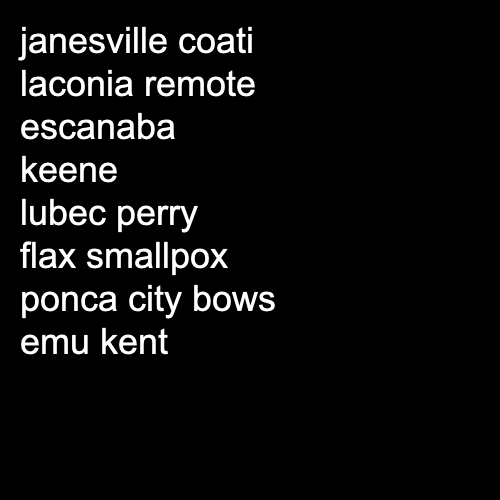 janesville coati
laconia remote
escanaba
keene
lubec perry
flax smallpox
ponca city bows
emu kent